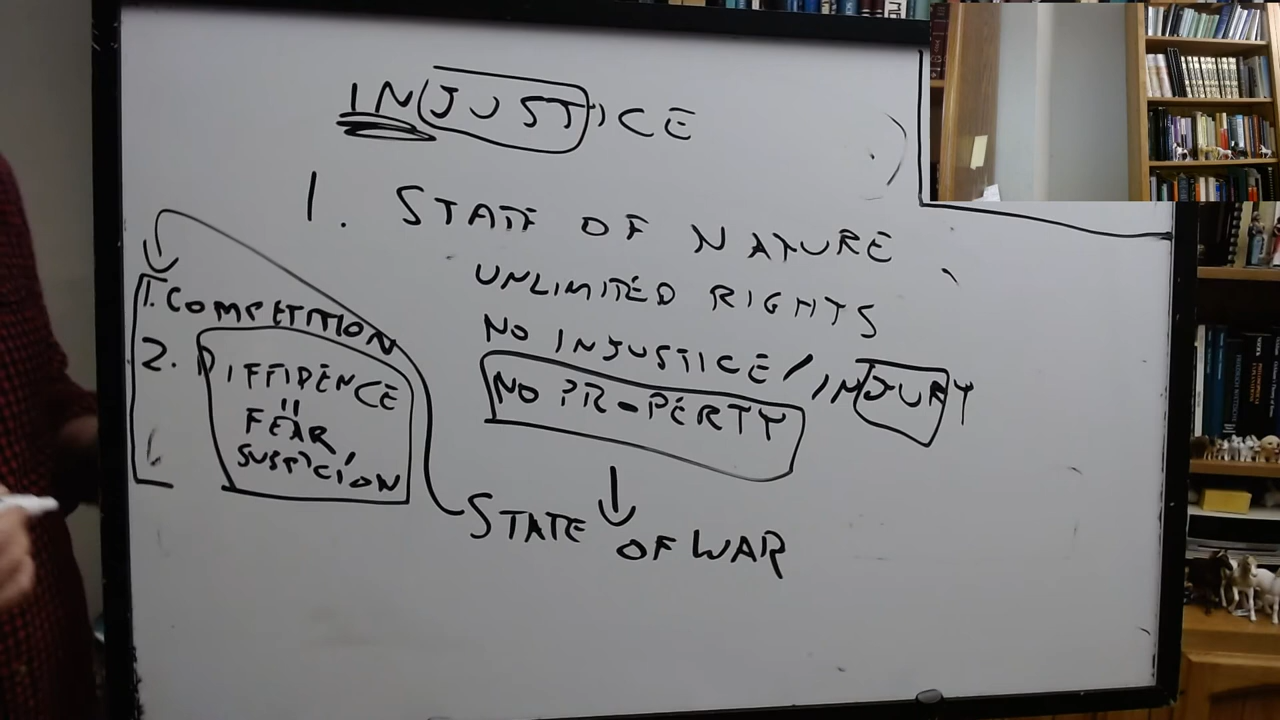 INJUSTICE
1. STATE OF NATURE
UNLIMITED RIGHTS
NO INJUSTICE / INJURY
NO PROPERTY
STATE OF WAR
1. COMPETITION
2. DIFFIDENCE
"
FEAR,
SUSPICION